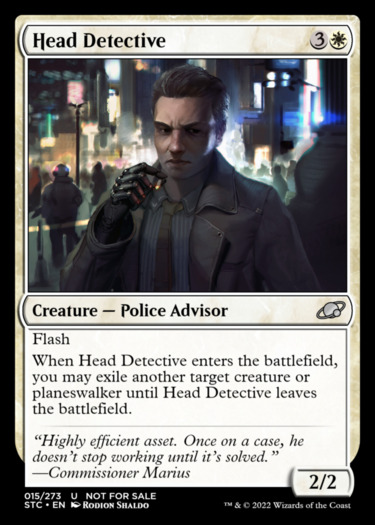 Head Detective 3
Creature — Police Advisor
Flash
When Head Detective enters the battlefield,
you may exile another target creature or
planeswalker until Head Detective leaves
the battlefield.
“Highly efficient asset. Once on a case, he
doesn’t stop working until it’s solved.”
—Commissioner Marius
2/2
015/273 U NOT FOR SALE
STC • EN Rodion Shaldo
™ & © 2022 Wizards of the Coast